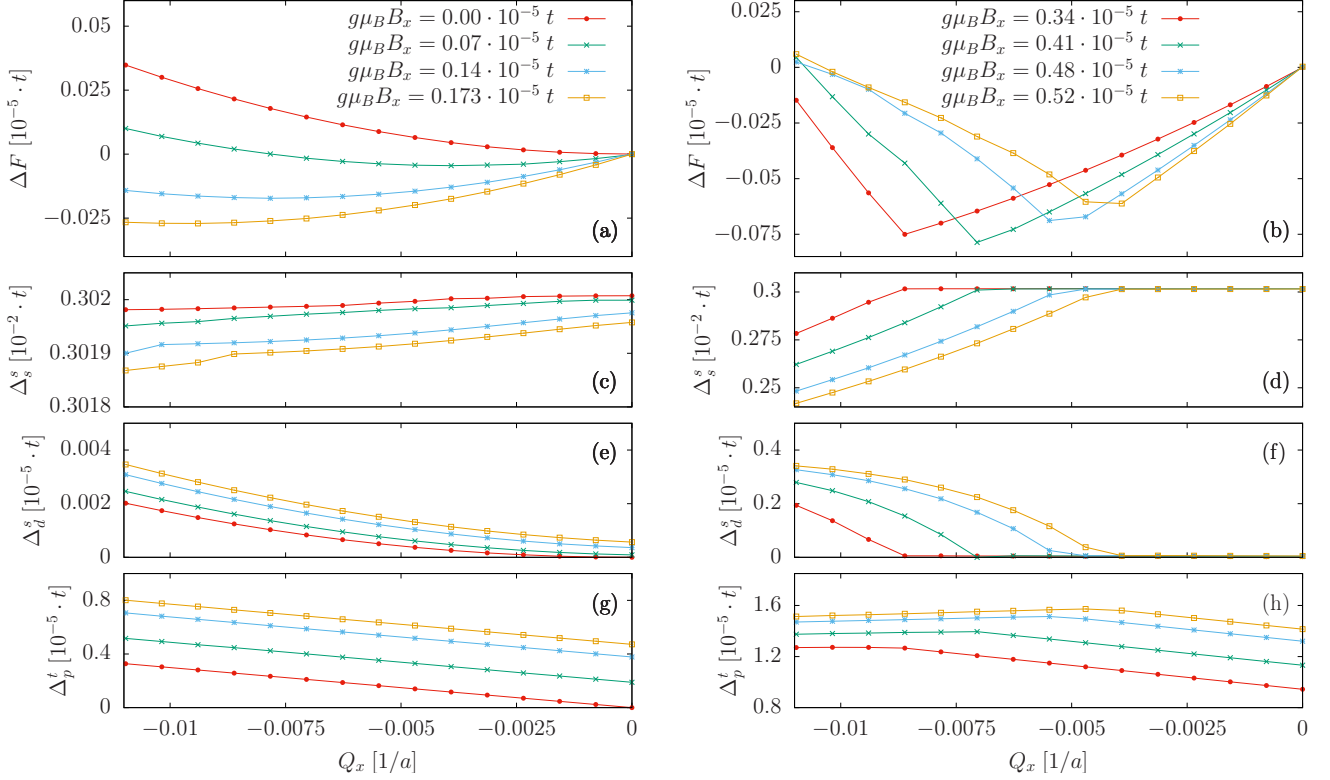 0.05
0.025
0
−0.025
ΔF [10⁻⁵ · t]
gμ_B B_x = 0.00 · 10⁻⁵ t
gμ_B B_x = 0.07 · 10⁻⁵ t
gμ_B B_x = 0.14 · 10⁻⁵ t
gμ_B B_x = 0.173 · 10⁻⁵ t
(a)
0.025
0
−0.025
−0.05
−0.075
ΔF [10⁻⁵ · t]
gμ_B B_x = 0.34 · 10⁻⁵ t
gμ_B B_x = 0.41 · 10⁻⁵ t
gμ_B B_x = 0.48 · 10⁻⁵ t
gμ_B B_x = 0.52 · 10⁻⁵ t
(b)
0.302
0.3019
0.3018
Δ_s^s [10⁻² · t]
(c)
0.3
0.275
0.25
Δ_s^s [10⁻² · t]
(d)
0.004
0.002
0
Δ_d^s [10⁻⁵ · t]
(e)
0.4
0.2
0
Δ_d^s [10⁻⁵ · t]
(f)
0.8
0.4
0
Δ_p^t [10⁻⁵ · t]
(g)
−0.01 −0.0075 −0.005 −0.0025 0
Q_x [1/a]
1.6
1.2
0.8
Δ_p^t [10⁻⁵ · t]
(h)
−0.01 −0.0075 −0.005 −0.0025 0
Q_x [1/a]